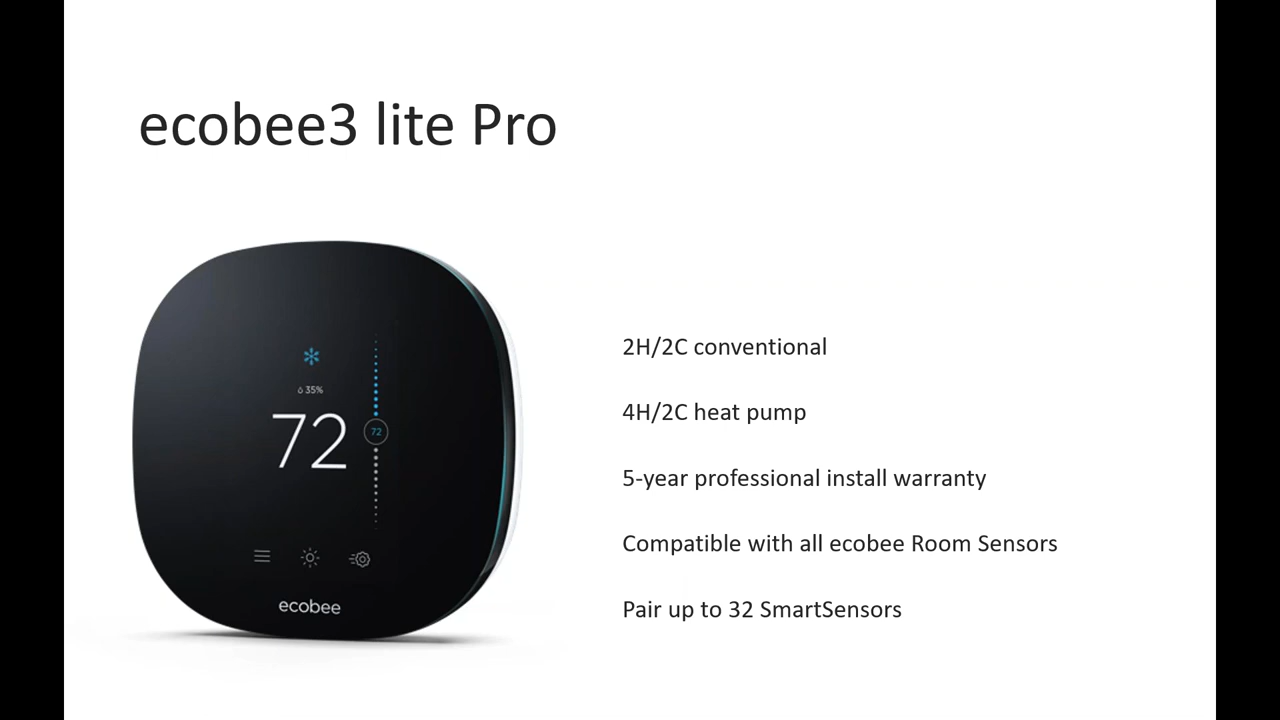 ecobee3 lite Pro
35%
72
72
ecobee
2H/2C conventional
4H/2C heat pump
5-year professional install warranty
Compatible with all ecobee Room Sensors
Pair up to 32 SmartSensors